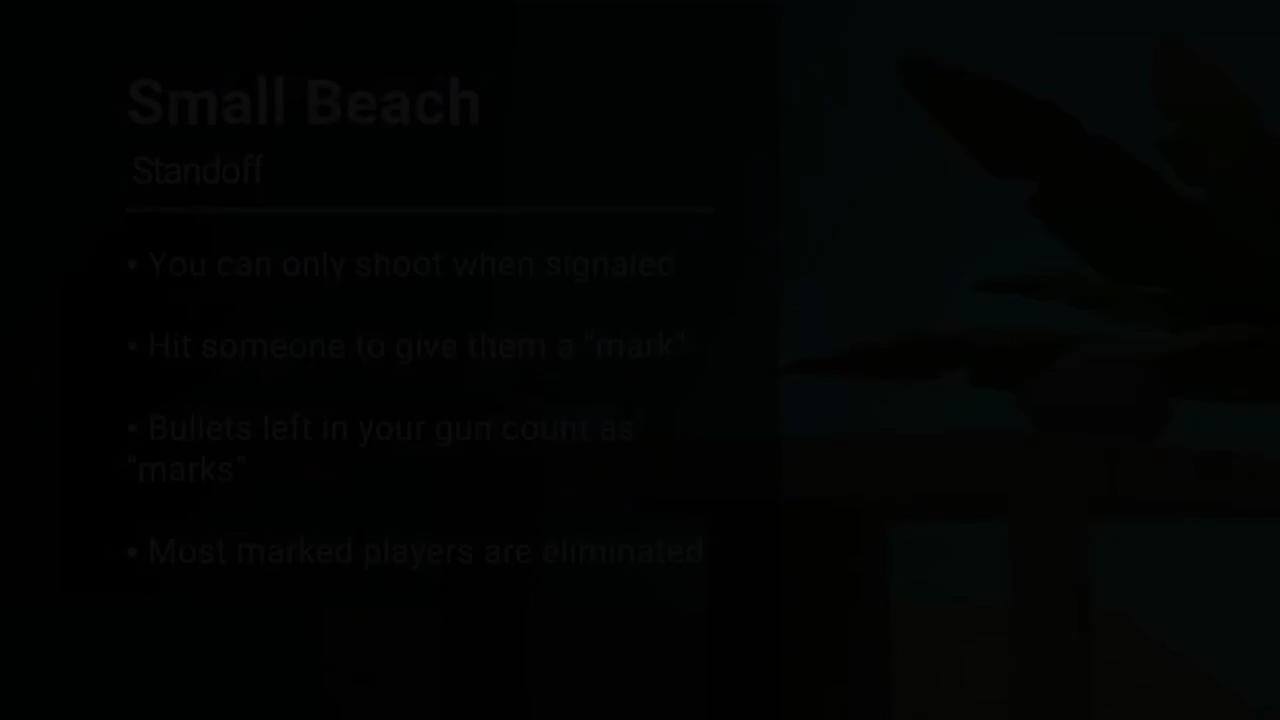 Small Beach
Standoff
• You can only shoot when signaled
• Hit someone to give them a "mark"
• Bullets left in your gun count as
"marks"
• Most marked players are eliminated